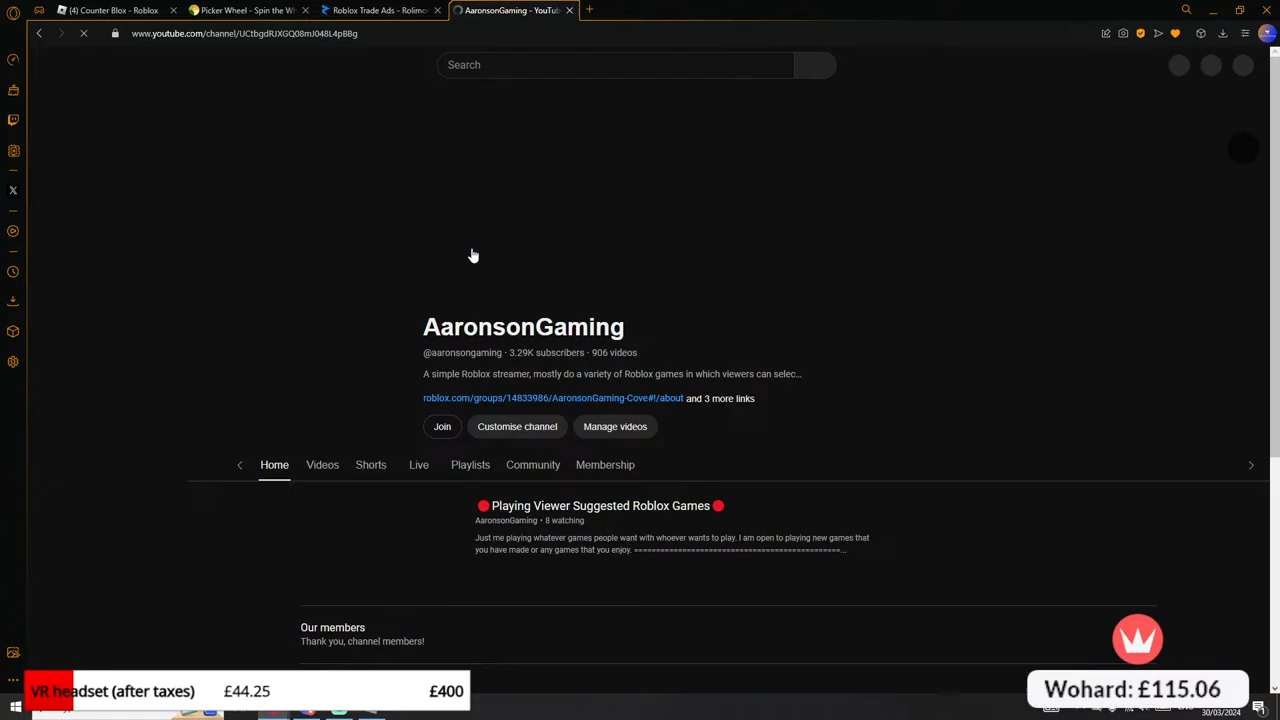 (4) Counter Blox - Roblox
Picker Wheel - Spin the Wh
Roblox Trade Ads - Rolimo
AaronsonGaming - YouTub
www.youtube.com/channel/UCtbgdRJXGQ08mJ048L4pBBg
Search
AaronsonGaming
@aaronsongaming · 3.29K subscribers · 906 videos
A simple Roblox streamer, mostly do a variety of Roblox games in which viewers can selec...
roblox.com/groups/14833986/AaronsonGaming-Cove#!/about and 3 more links
Join
Customise channel
Manage videos
Home
Videos
Shorts
Live
Playlists
Community
Membership
🔴Playing Viewer Suggested Roblox Games🔴
AaronsonGaming • 8 watching
Just me playing whatever games people want with whoever wants to play. I am open to playing new games that
you have made or any games that you enjoy. =============================================...
Our members
Thank you, channel members!
VR headset (after taxes) £44.25 £400
Wohard: £115.06
30/03/2024